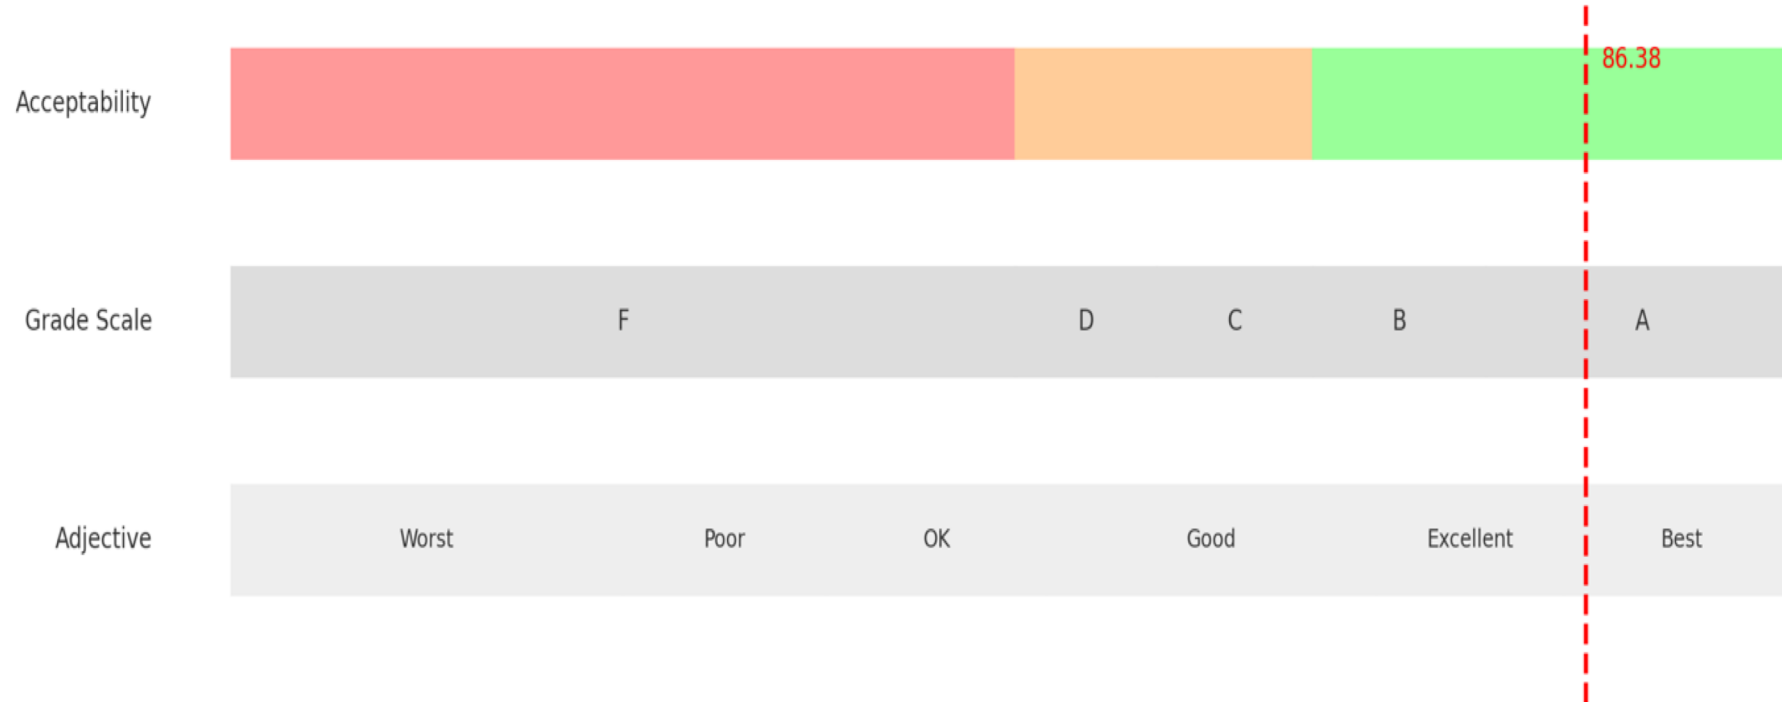 86.38
Acceptability
Grade Scale F D C B A
Adjective Worst Poor OK Good Excellent Best